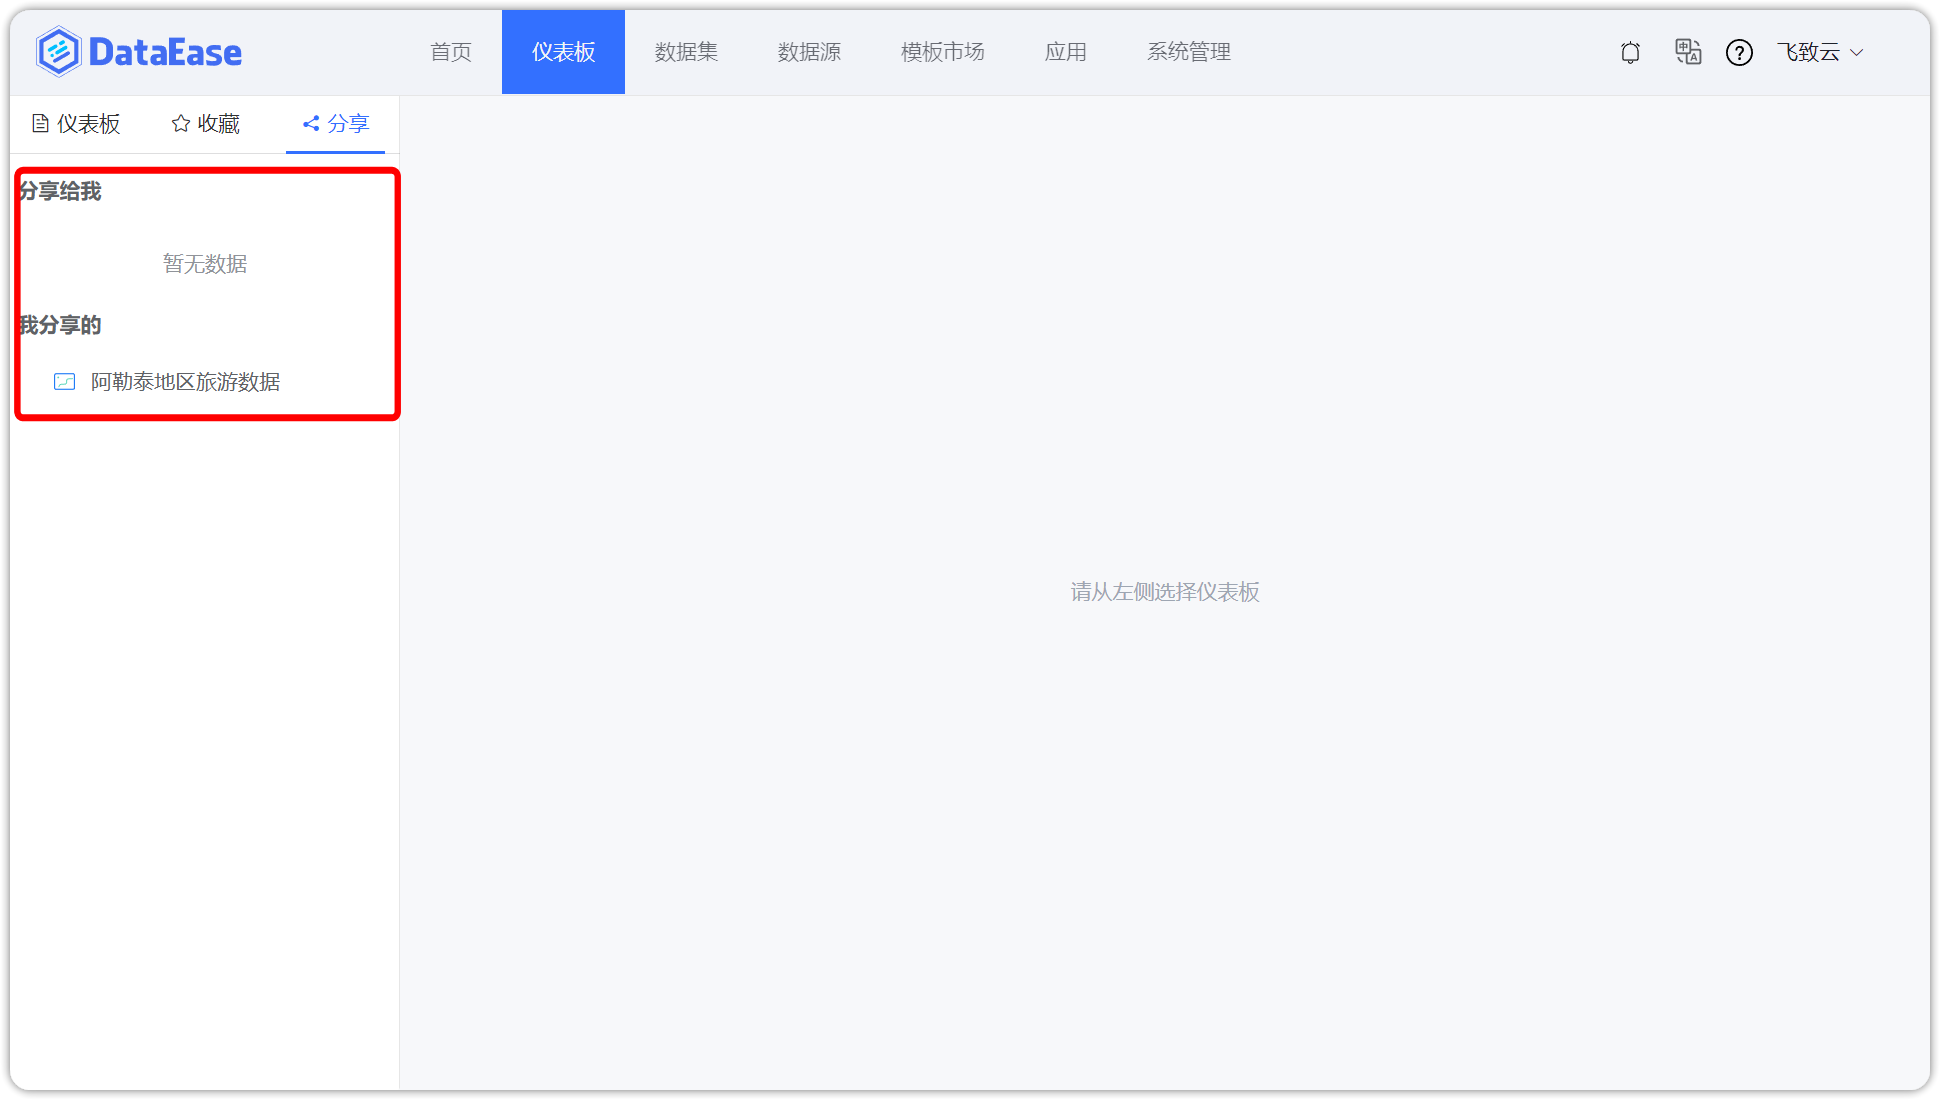 DataEase 首页 仪表板 数据集 数据源 模板市场 应用 系统管理 中 A ? 飞致云
仪表板 收藏 分享
分享给我
暂无数据
我分享的
阿勒泰地区旅游数据
请从左侧选择仪表板